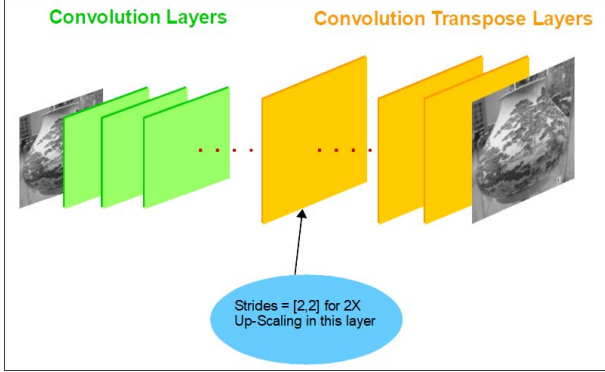 Convolution Layers
Convolution Transpose Layers
Strides = [2,2] for 2X
Up-Scaling in this layer